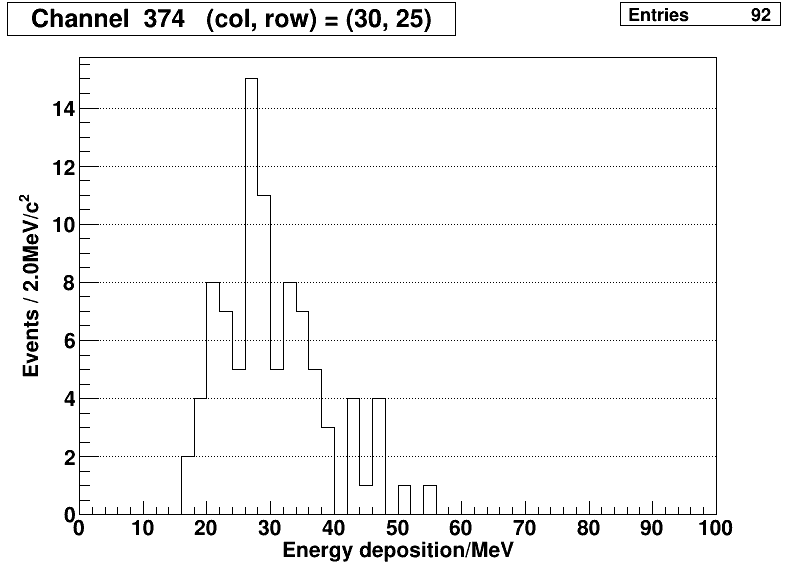 Channel  374   (col, row) = (30, 25)
Entries 92
14
12
10
8
6
4
2
0
Events / 2.0MeV/c²
0 10 20 30 40 50 60 70 80 90 100
Energy deposition/MeV